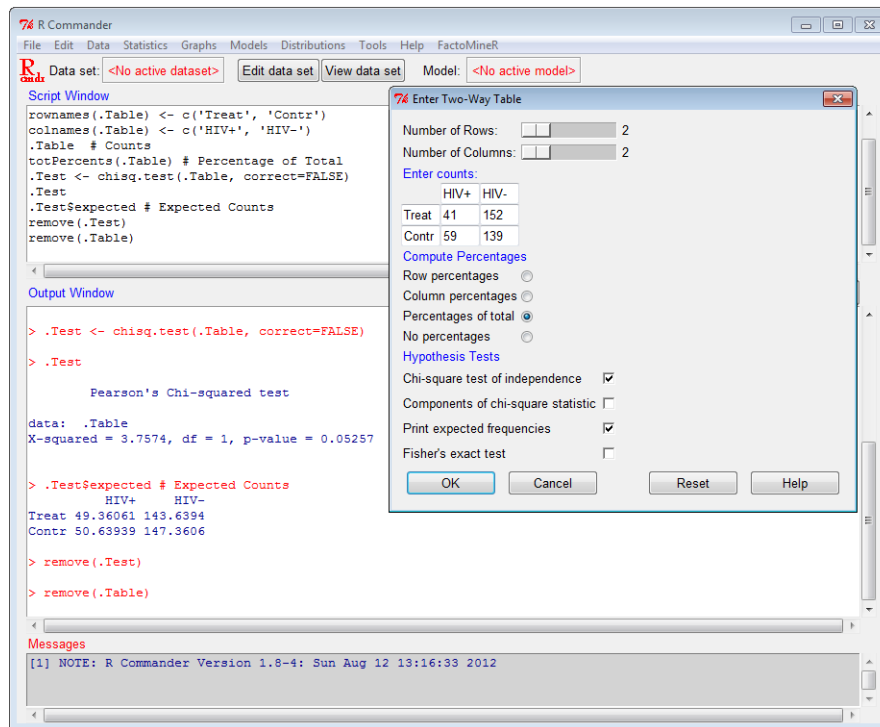 R Commander
File Edit Data Statistics Graphs Models Distributions Tools Help FactoMineR
R cmdr Data set: <No active dataset> Edit data set View data set Model: <No active model>
Script Window
rownames(.Table) <- c('Treat', 'Contr')
colnames(.Table) <- c('HIV+', 'HIV-')
.Table # Counts
totPercents(.Table) # Percentage of Total
.Test <- chisq.test(.Table, correct=FALSE)
.Test
.Test$expected # Expected Counts
remove(.Test)
remove(.Table)
Output Window
> .Test <- chisq.test(.Table, correct=FALSE)
> .Test
Pearson's Chi-squared test
data: .Table
X-squared = 3.7574, df = 1, p-value = 0.05257
> .Test$expected # Expected Counts
HIV+ HIV-
Treat 49.36061 143.6394
Contr 50.63939 147.3606
> remove(.Test)
> remove(.Table)
Messages
[1] NOTE: R Commander Version 1.8-4: Sun Aug 12 13:16:33 2012
Enter Two-Way Table
Number of Rows: 2
Number of Columns: 2
Enter counts:
HIV+ HIV-
Treat 41 152
Contr 59 139
Compute Percentages
Row percentages
Column percentages
Percentages of total
No percentages
Hypothesis Tests
Chi-square test of independence
Components of chi-square statistic
Print expected frequencies
Fisher's exact test
OK Cancel Reset Help